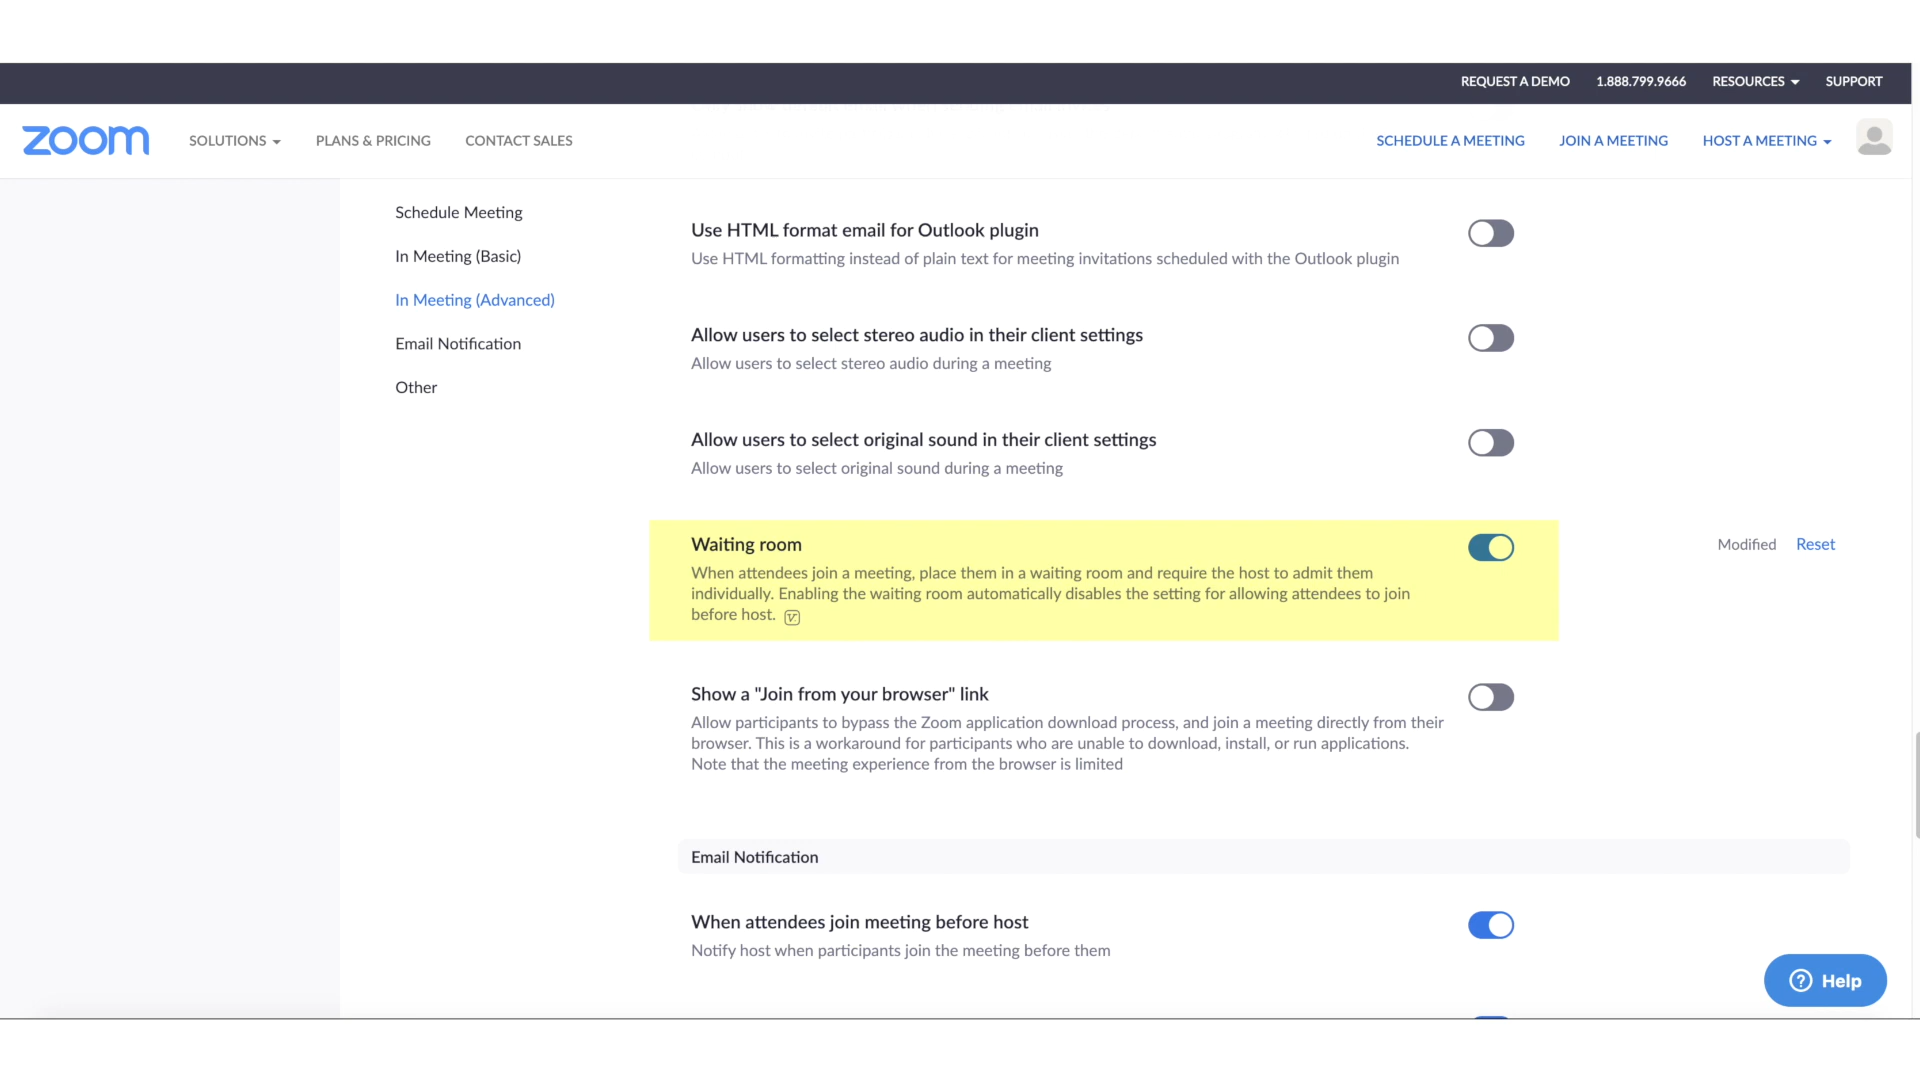 REQUEST A DEMO 1.888.799.9666 RESOURCES SUPPORT
zoom SOLUTIONS PLANS & PRICING CONTACT SALES SCHEDULE A MEETING JOIN A MEETING HOST A MEETING
Schedule Meeting
In Meeting (Basic)
In Meeting (Advanced)
Email Notification
Other
Use HTML format email for Outlook plugin
Use HTML formatting instead of plain text for meeting invitations scheduled with the Outlook plugin
Allow users to select stereo audio in their client settings
Allow users to select stereo audio during a meeting
Allow users to select original sound in their client settings
Allow users to select original sound during a meeting
Waiting room
Modified Reset
When attendees join a meeting, place them in a waiting room and require the host to admit them
individually. Enabling the waiting room automatically disables the setting for allowing attendees to join
before host.
Show a "Join from your browser" link
Allow participants to bypass the Zoom application download process, and join a meeting directly from their
browser. This is a workaround for participants who are unable to download, install, or run applications.
Note that the meeting experience from the browser is limited
Email Notification
When attendees join meeting before host
Notify host when participants join the meeting before them
Help